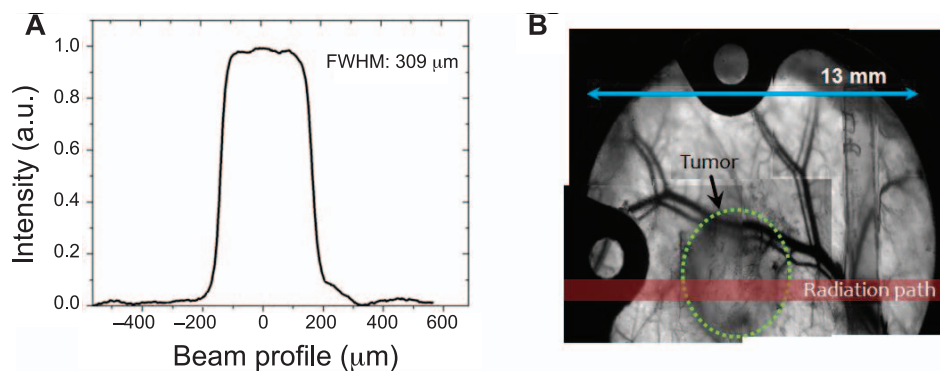 A
Intensity (a.u.)
1.0
0.8
0.6
0.4
0.2
0.0
FWHM: 309 μm
−400
−200
0
200
400
600
Beam profile (μm)
B
13 mm
Tumor
Radiation path